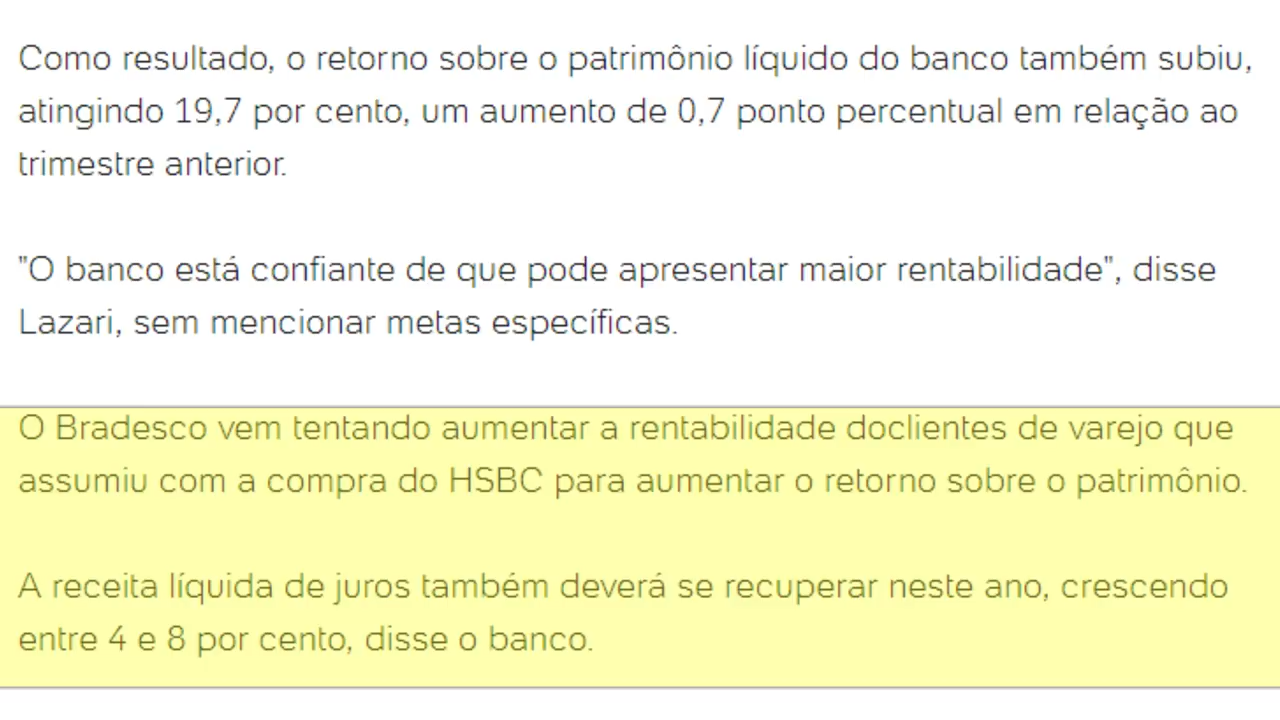 Como resultado, o retorno sobre o patrimônio líquido do banco também subiu,
atingindo 19,7 por cento, um aumento de 0,7 ponto percentual em relação ao
trimestre anterior.
"O banco está confiante de que pode apresentar maior rentabilidade", disse
Lazari, sem mencionar metas específicas.
O Bradesco vem tentando aumentar a rentabilidade doclientes de varejo que
assumiu com a compra do HSBC para aumentar o retorno sobre o patrimônio.
A receita líquida de juros também deverá se recuperar neste ano, crescendo
entre 4 e 8 por cento, disse o banco.